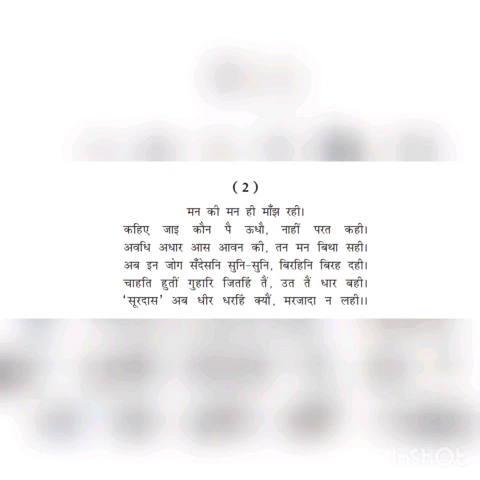 ( 2 )
मन की मन ही माँझ रही।
कहिए जाइ कौन पै ऊधौ, नाहीं परत कही।
अवधि अधार आस आवन की, तन मन बिथा सही।
अब इन जोग सँदेसनि सुनि-सुनि, बिरहिनि बिरह दही।
चाहति हुतीं गुहारि जितहिं तैं, उत तैं धार बही।
‘सूरदास’ अब धीर धरहिं क्यौं, मरजादा न लही।।
InShOt